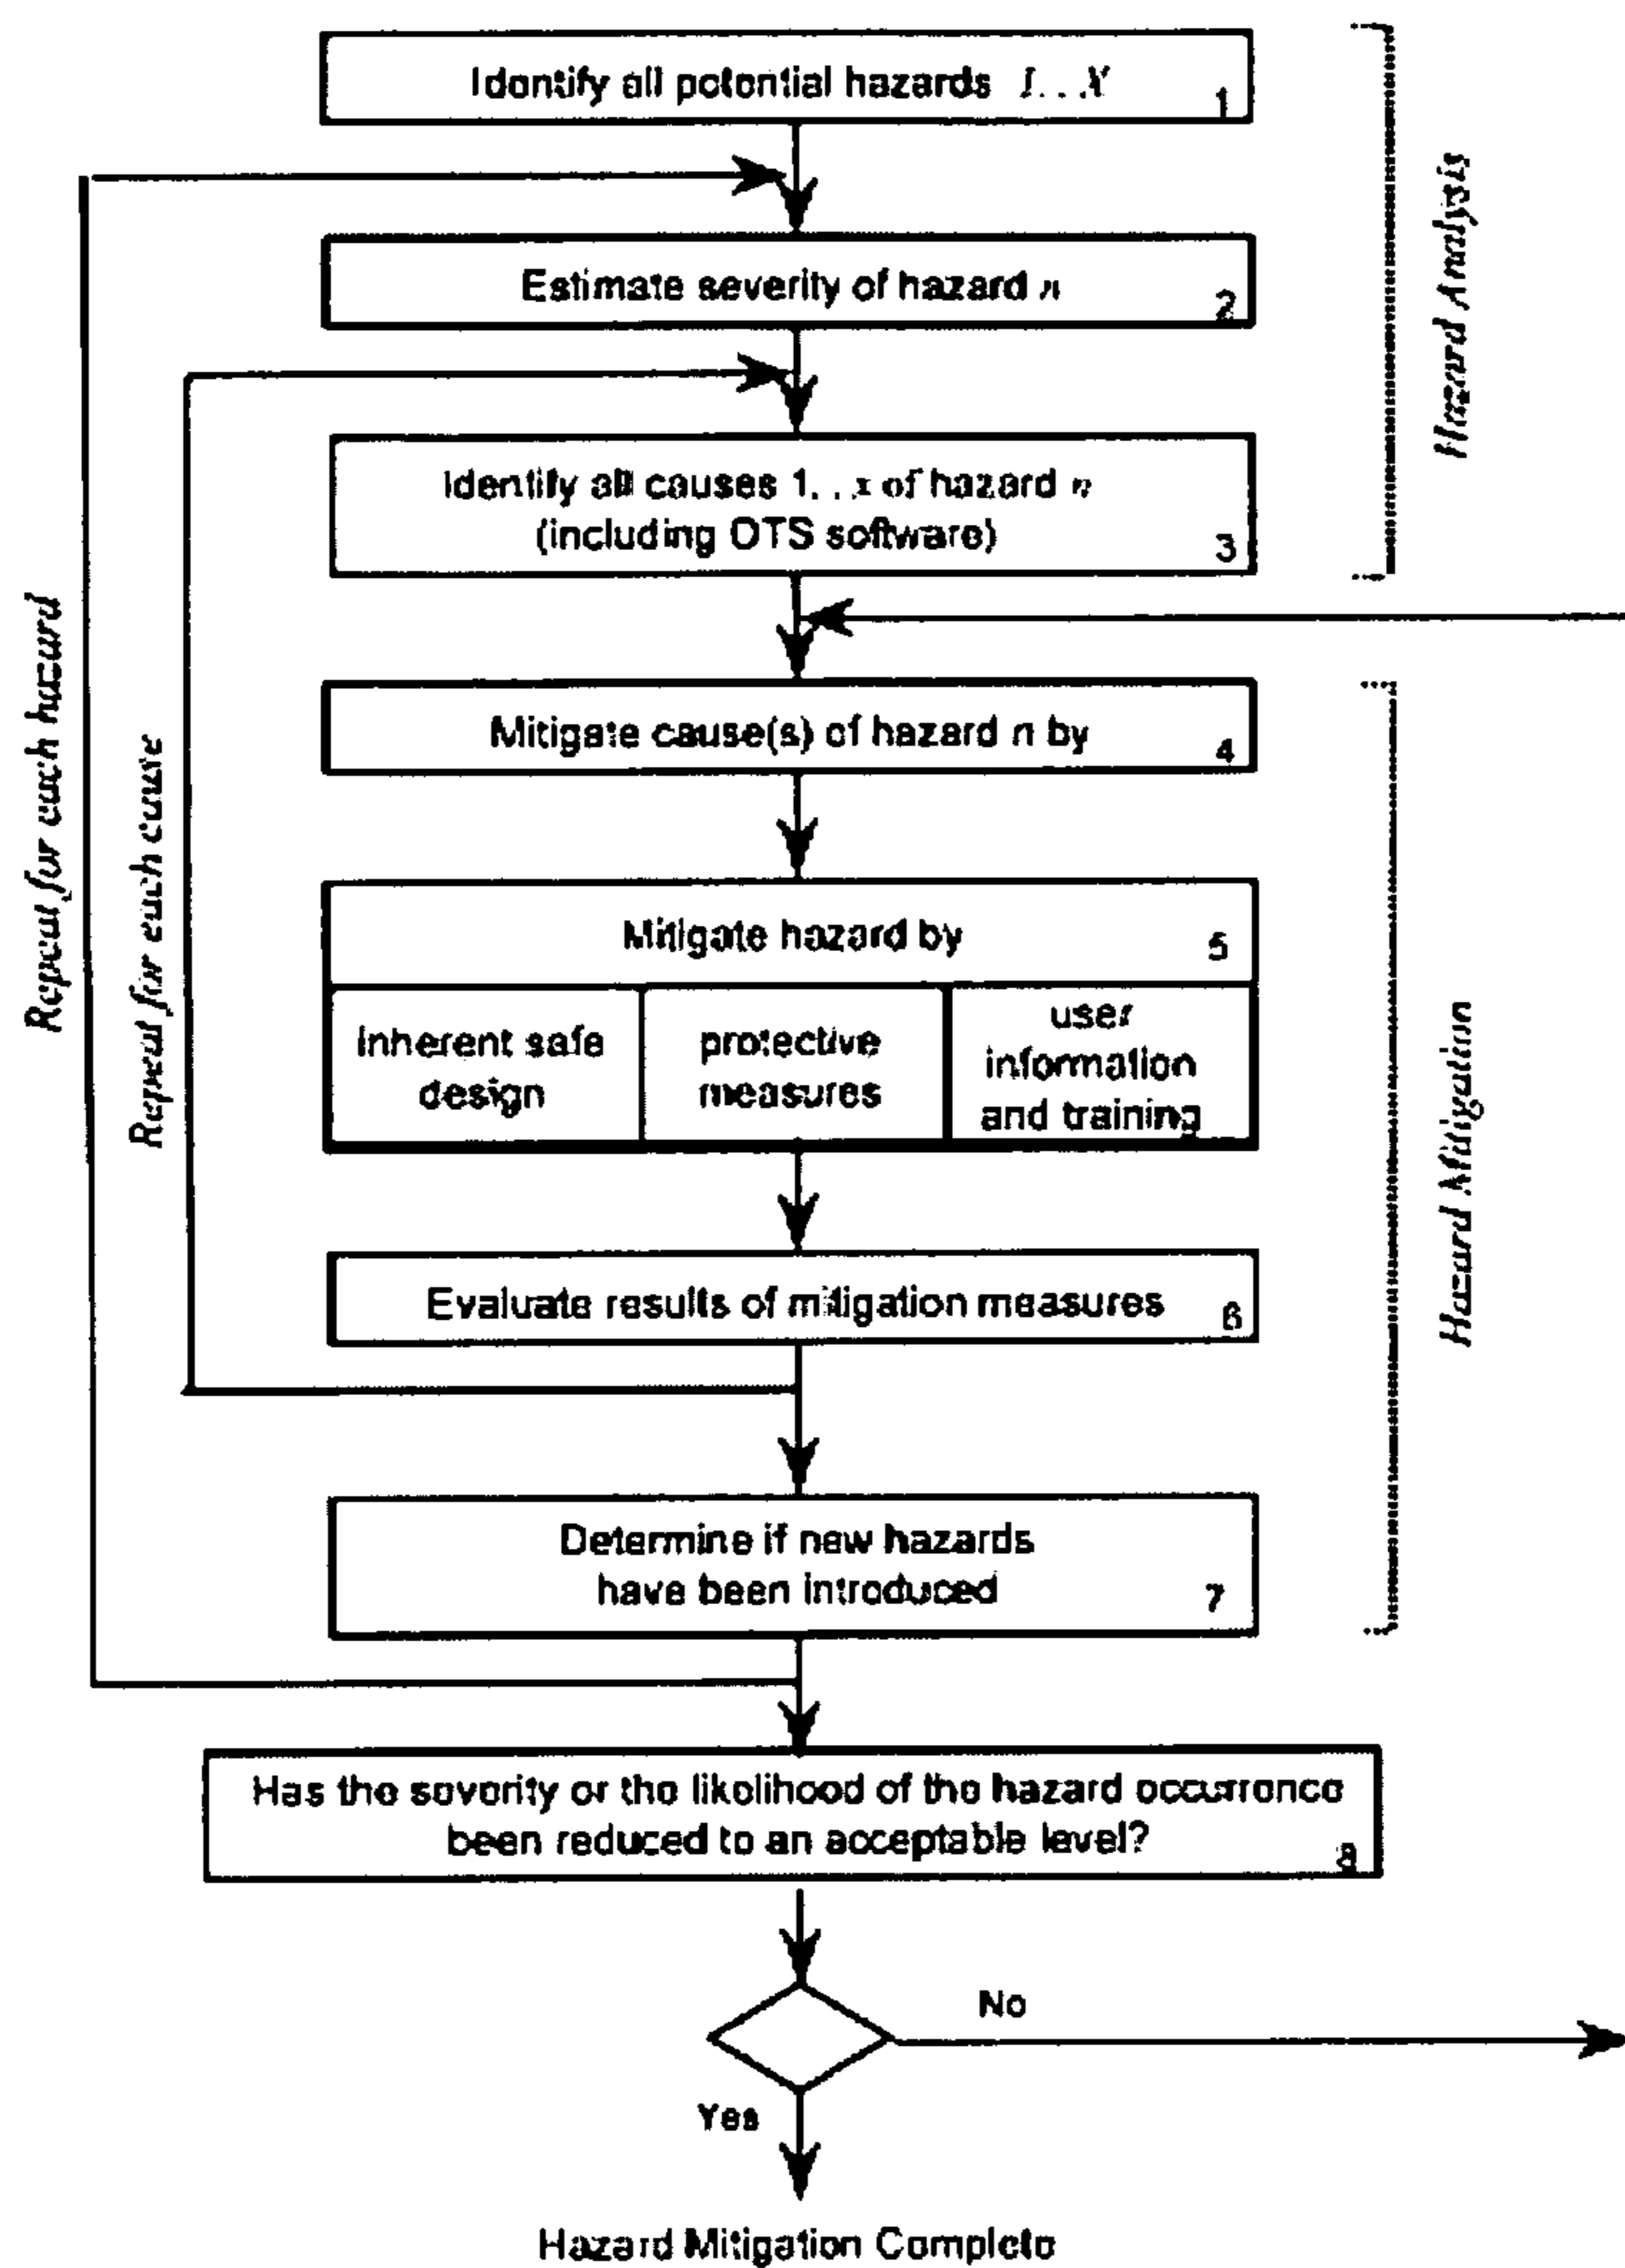 Identify all potential hazards 1...X
1
Estimate severity of hazard n
2
Identify all causes 1...x of hazard n
(including OTS software)
3
Mitigate cause(s) of hazard n by
4
Mitigate hazard by
5
inherent safe
design
protective
measures
user
information
and training
Evaluate results of mitigation measures
6
Determine if new hazards
have been introduced
7
Has the severity or the likelihood of the hazard occurrence
been reduced to an acceptable level?
8
No
Yes
Hazard Mitigation Complete
Repeat for each hazard
Repeat for each cause
Hazard Analysis
Hazard Mitigation